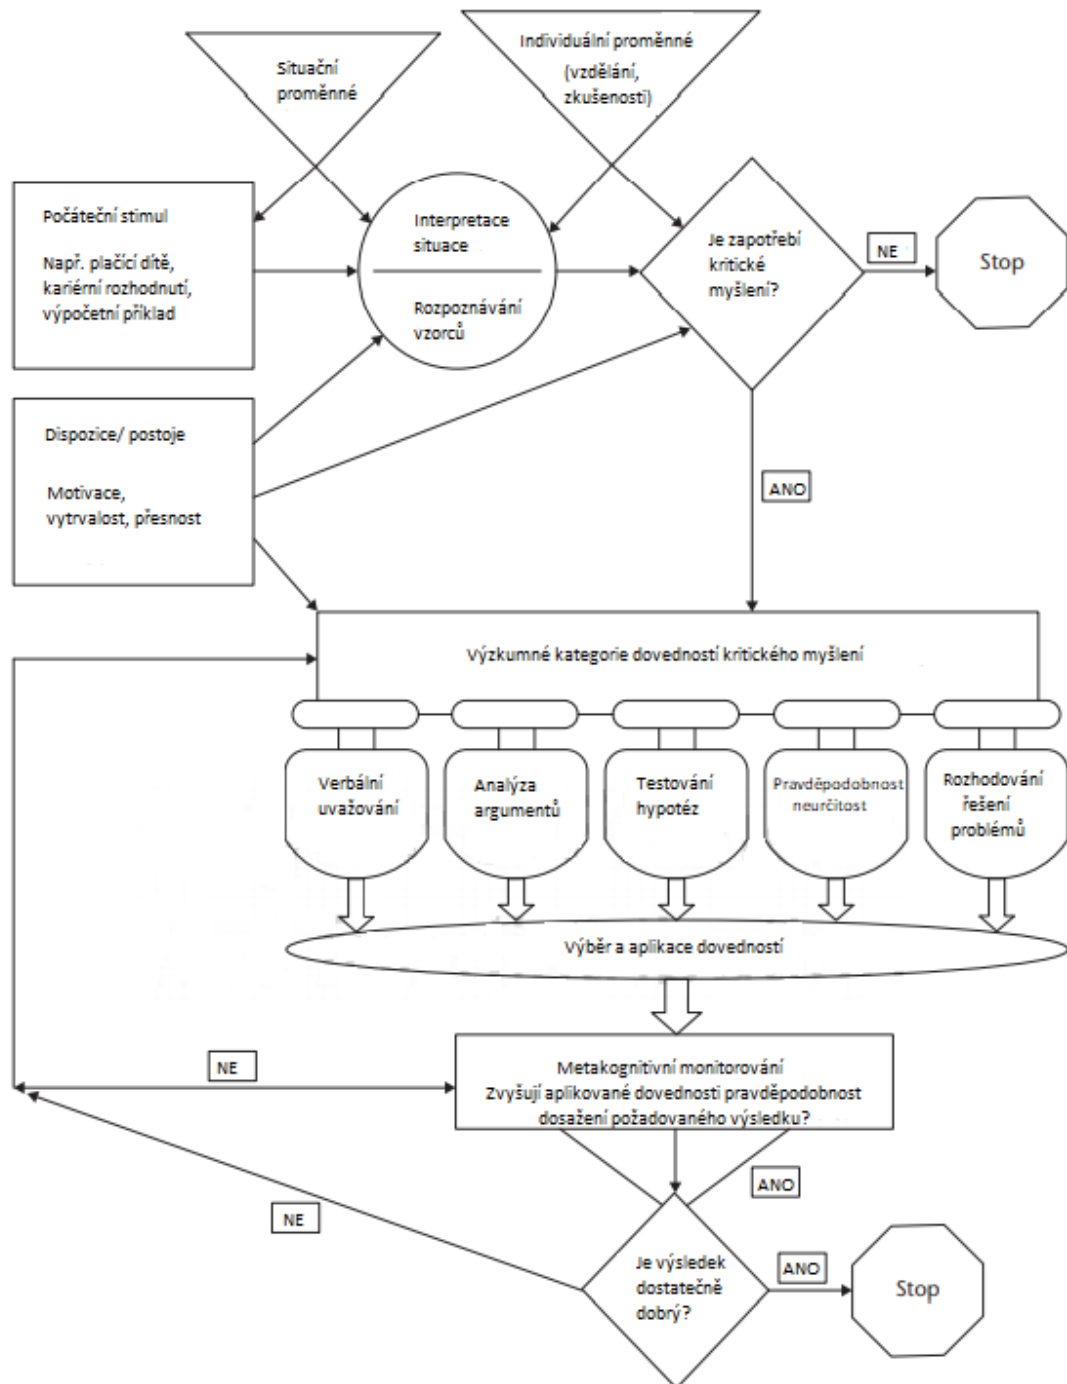 Situační
proměnné
Individuální proměnné
(vzdělání,
zkušenosti)
Počáteční stimul
Např. plačící dítě,
kariérní rozhodnutí,
výpočetní příklad
Interpretace
situace
Rozpoznávání
vzorců
Je zapotřebí
kritické
myšlení?
NE
Stop
Dispozice/ postoje
Motivace,
vytrvalost, přesnost
ANO
Výzkumné kategorie dovedností kritického myšlení
Verbální
uvažování
Analýza
argumentů
Testování
hypotéz
Pravděpodobnost
neurčitost
Rozhodování
řešení
problémů
Výběr a aplikace dovedností
NE
Metakognitivní monitorování
Zvyšují aplikované dovednosti pravděpodobnost
dosažení požadovaného výsledku?
ANO
NE
Je výsledek
dostatečně
dobrý?
ANO
Stop